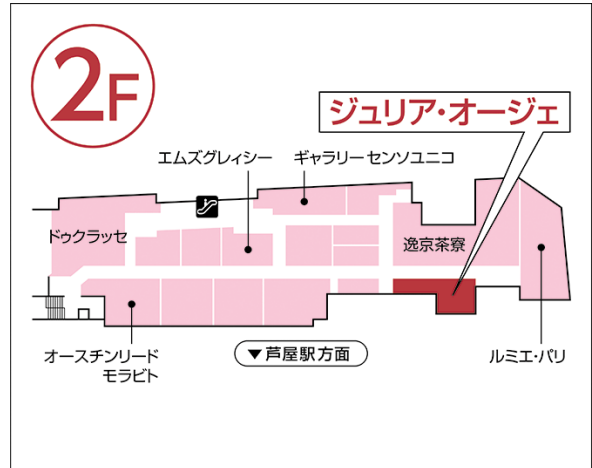 2F
ジュリア・オージェ
エムズグレィシー
ギャラリー センソユニコ
ドゥクラッセ
逸京茶寮
オースチンリード
モラビト
▼芦屋駅方面
ルミエ・パリ